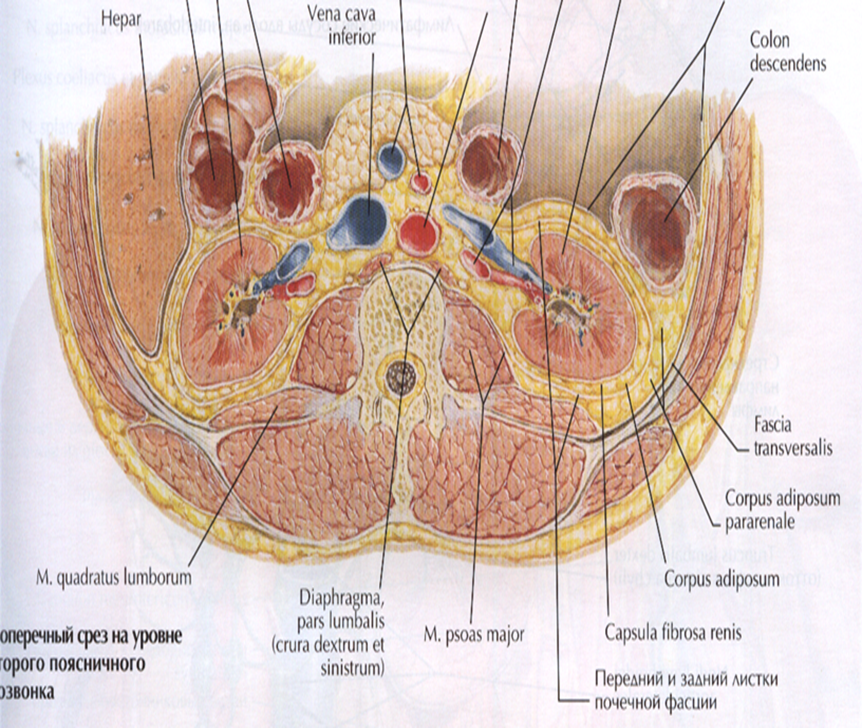 Hepar
Vena cava
inferior
Colon
descendens
Fascia
transversalis
Corpus adiposum
pararenale
Corpus adiposum
M. quadratus lumborum
Diaphragma,
pars lumbalis
(crura dextrum et
sinistrum)
M. psoas major
Capsula fibrosa renis
Передний и задний листки
почечной фасции
оперечный срез на уровне
торого поясничного
озвонка